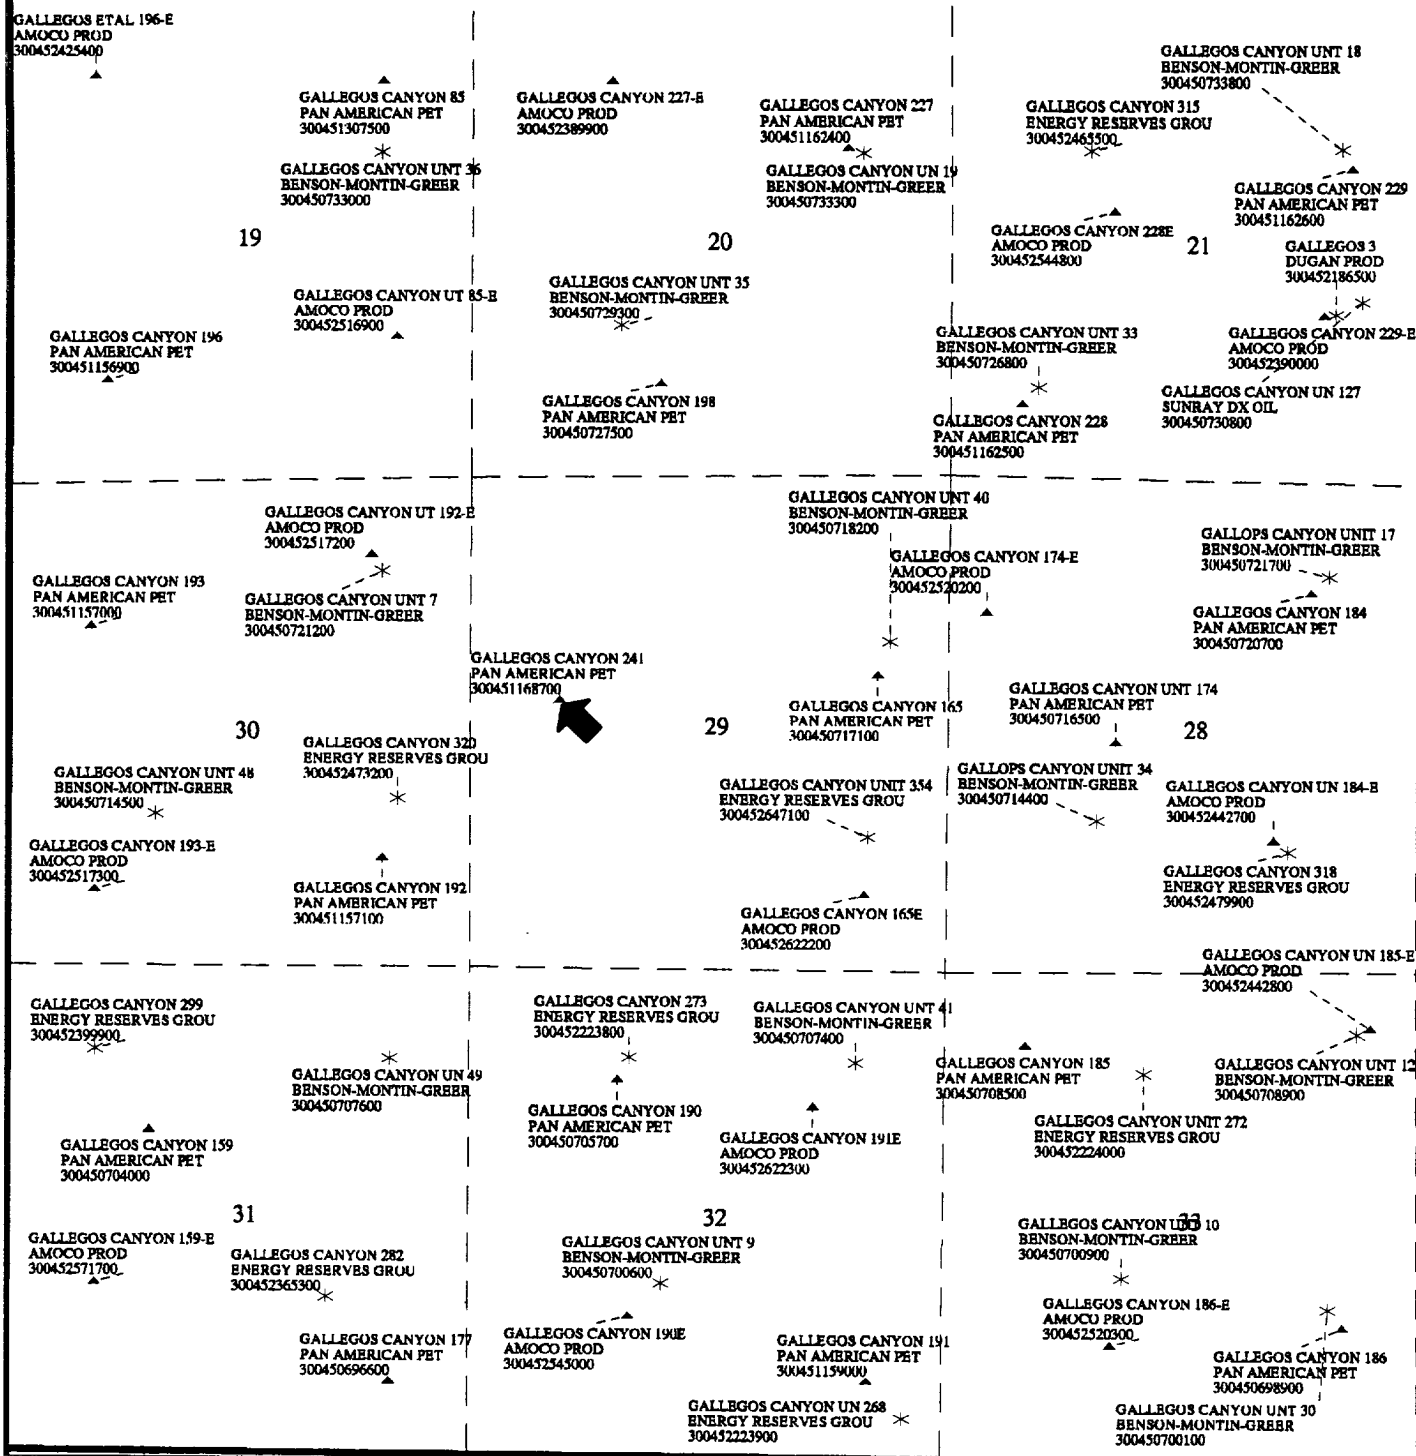 GALLEGOS ETAL 196-E
AMOCO PROD
300452425400
GALLEGOS CANYON 85
PAN AMERICAN PET
300451307500
GALLEGOS CANYON UNT 36
BENSON-MONTIN-GREER
300450733000
19
GALLEGOS CANYON UT 85-E
AMOCO PROD
300452516900
GALLEGOS CANYON 196
PAN AMERICAN PET
300451156900
GALLEGOS CANYON 227-E
AMOCO PROD
300452389900
GALLEGOS CANYON 227
PAN AMERICAN PET
300451162400
GALLEGOS CANYON UN 19
BENSON-MONTIN-GREER
300450733300
20
GALLEGOS CANYON UNT 35
BENSON-MONTIN-GREER
300450729300
GALLEGOS CANYON 198
PAN AMERICAN PET
300450727500
GALLEGOS CANYON UNT 18
BENSON-MONTIN-GREER
300450733800
GALLEGOS CANYON 315
ENERGY RESERVES GROU
300452465500
GALLEGOS CANYON 229
PAN AMERICAN PET
300451162600
GALLEGOS CANYON 228E
AMOCO PROD
300452544800
21
GALLEGOS 3
DUGAN PROD
300452186500
GALLEGOS CANYON UNT 33
BENSON-MONTIN-GREER
300450726800
GALLEGOS CANYON 229-E
AMOCO PROD
300452390000
GALLEGOS CANYON UN 127
SUNRAY DX OIL
300450730800
GALLEGOS CANYON 228
PAN AMERICAN PET
300451162500
GALLEGOS CANYON UT 192-E
AMOCO PROD
300452517200
GALLEGOS CANYON 193
PAN AMERICAN PET
300451157000
GALLEGOS CANYON UNT 7
BENSON-MONTIN-GREER
300450721200
30
GALLEGOS CANYON 320
ENERGY RESERVES GROU
300452473200
GALLEGOS CANYON UNT 48
BENSON-MONTIN-GREER
300450714500
GALLEGOS CANYON 193-E
AMOCO PROD
300452517300
GALLEGOS CANYON 192
PAN AMERICAN PET
300451157100
GALLEGOS CANYON UNT 40
BENSON-MONTIN-GREER
300450718200
GALLEGOS CANYON 174-E
AMOCO PROD
300452520200
GALLEGOS CANYON 241
PAN AMERICAN PET
300451168700
29
GALLEGOS CANYON 165
PAN AMERICAN PET
300450717100
GALLEGOS CANYON UNIT 354
ENERGY RESERVES GROU
300452647100
GALLEGOS CANYON 165E
AMOCO PROD
300452622200
GALLOPS CANYON UNIT 17
BENSON-MONTIN-GREER
300450721700
GALLEGOS CANYON 184
PAN AMERICAN PET
300450720700
GALLEGOS CANYON UNT 174
PAN AMERICAN PET
300450716500
28
GALLOPS CANYON UNIT 34
BENSON-MONTIN-GREER
300450714400
GALLEGOS CANYON UN 184-E
AMOCO PROD
300452442700
GALLEGOS CANYON 318
ENERGY RESERVES GROU
300452479900
GALLEGOS CANYON UN 185-E
AMOCO PROD
300452442800
GALLEGOS CANYON 299
ENERGY RESERVES GROU
300452399900
GALLEGOS CANYON UN 49
BENSON-MONTIN-GREER
300450707600
GALLEGOS CANYON 159
PAN AMERICAN PET
300450704000
31
GALLEGOS CANYON 159-E
AMOCO PROD
300452571700
GALLEGOS CANYON 282
ENERGY RESERVES GROU
300452365300
GALLEGOS CANYON 177
PAN AMERICAN PET
300450696600
GALLEGOS CANYON 273
ENERGY RESERVES GROU
300452223800
GALLEGOS CANYON UNT 41
BENSON-MONTIN-GREER
300450707400
GALLEGOS CANYON 190
PAN AMERICAN PET
300450705700
GALLEGOS CANYON 191E
AMOCO PROD
300452622300
32
GALLEGOS CANYON UNT 9
BENSON-MONTIN-GREER
300450700600
GALLEGOS CANYON 190E
AMOCO PROD
300452545000
GALLEGOS CANYON 191
PAN AMERICAN PET
300451159000
GALLEGOS CANYON UN 268
ENERGY RESERVES GROU
300452223900
GALLEGOS CANYON 185
PAN AMERICAN PET
300450708500
GALLEGOS CANYON UNT 12
BENSON-MONTIN-GREER
300450708900
GALLEGOS CANYON UNIT 272
ENERGY RESERVES GROU
300452224000
33
GALLEGOS CANYON UNT 10
BENSON-MONTIN-GREER
300450700900
GALLEGOS CANYON 186-E
AMOCO PROD
300452520300
GALLEGOS CANYON 186
PAN AMERICAN PET
300450698900
GALLEGOS CANYON UNT 30
BENSON-MONTIN-GREER
300450700100